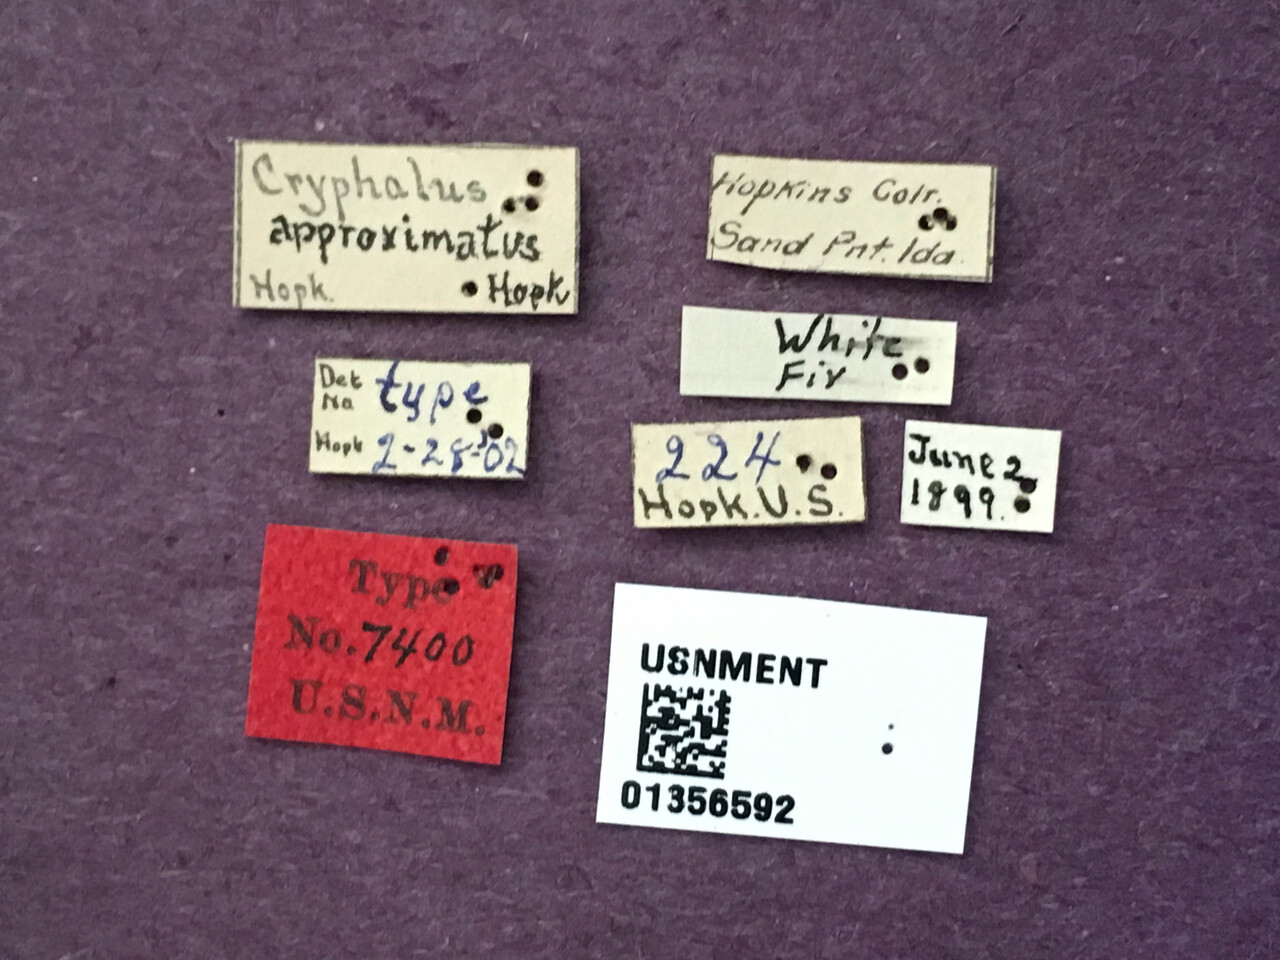 Cryphalus
approximatus
Hopk. Hopk
Hopkins Colr.
Sand Pnt. Ida.
White
Fir
Det
No type
Hopk 2-28-'02
224
Hopk. U.S.
June 2
1899.
Type
No. 7400
U.S.N.M.
USNMENT
01356592